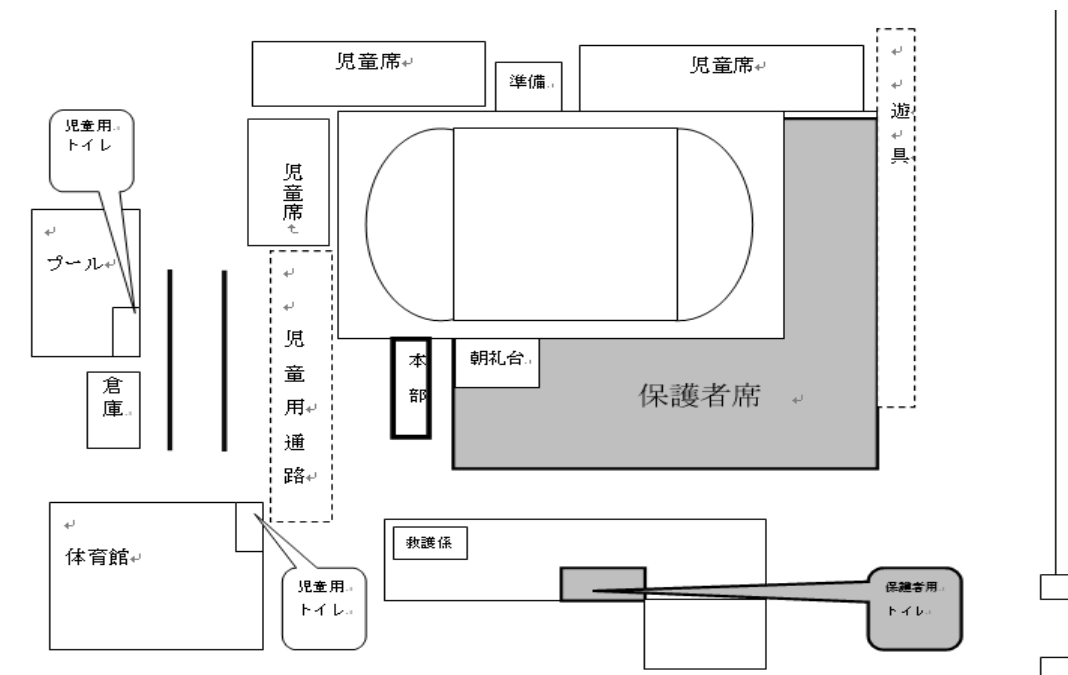 児童席
準備
児童席
遊具
児童用
トイレ
児童席
プール
児童用通路
本部
朝礼台
保護者席
倉庫
体育館
救護係
児童用
トイレ
保護者用
トイレ